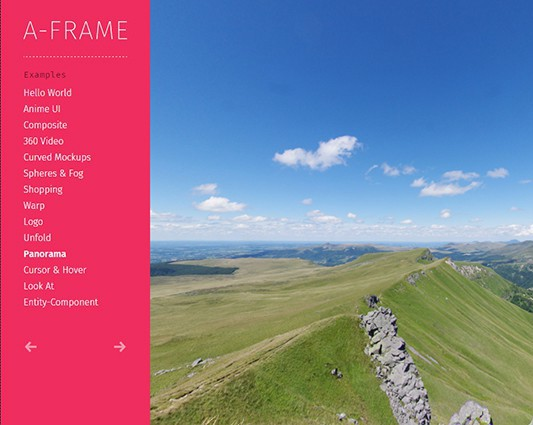 A-FRAME
Examples
Hello World
Anime UI
Composite
360 Video
Curved Mockups
Spheres & Fog
Shopping
Warp
Logo
Unfold
Panorama
Cursor & Hover
Look At
Entity-Component